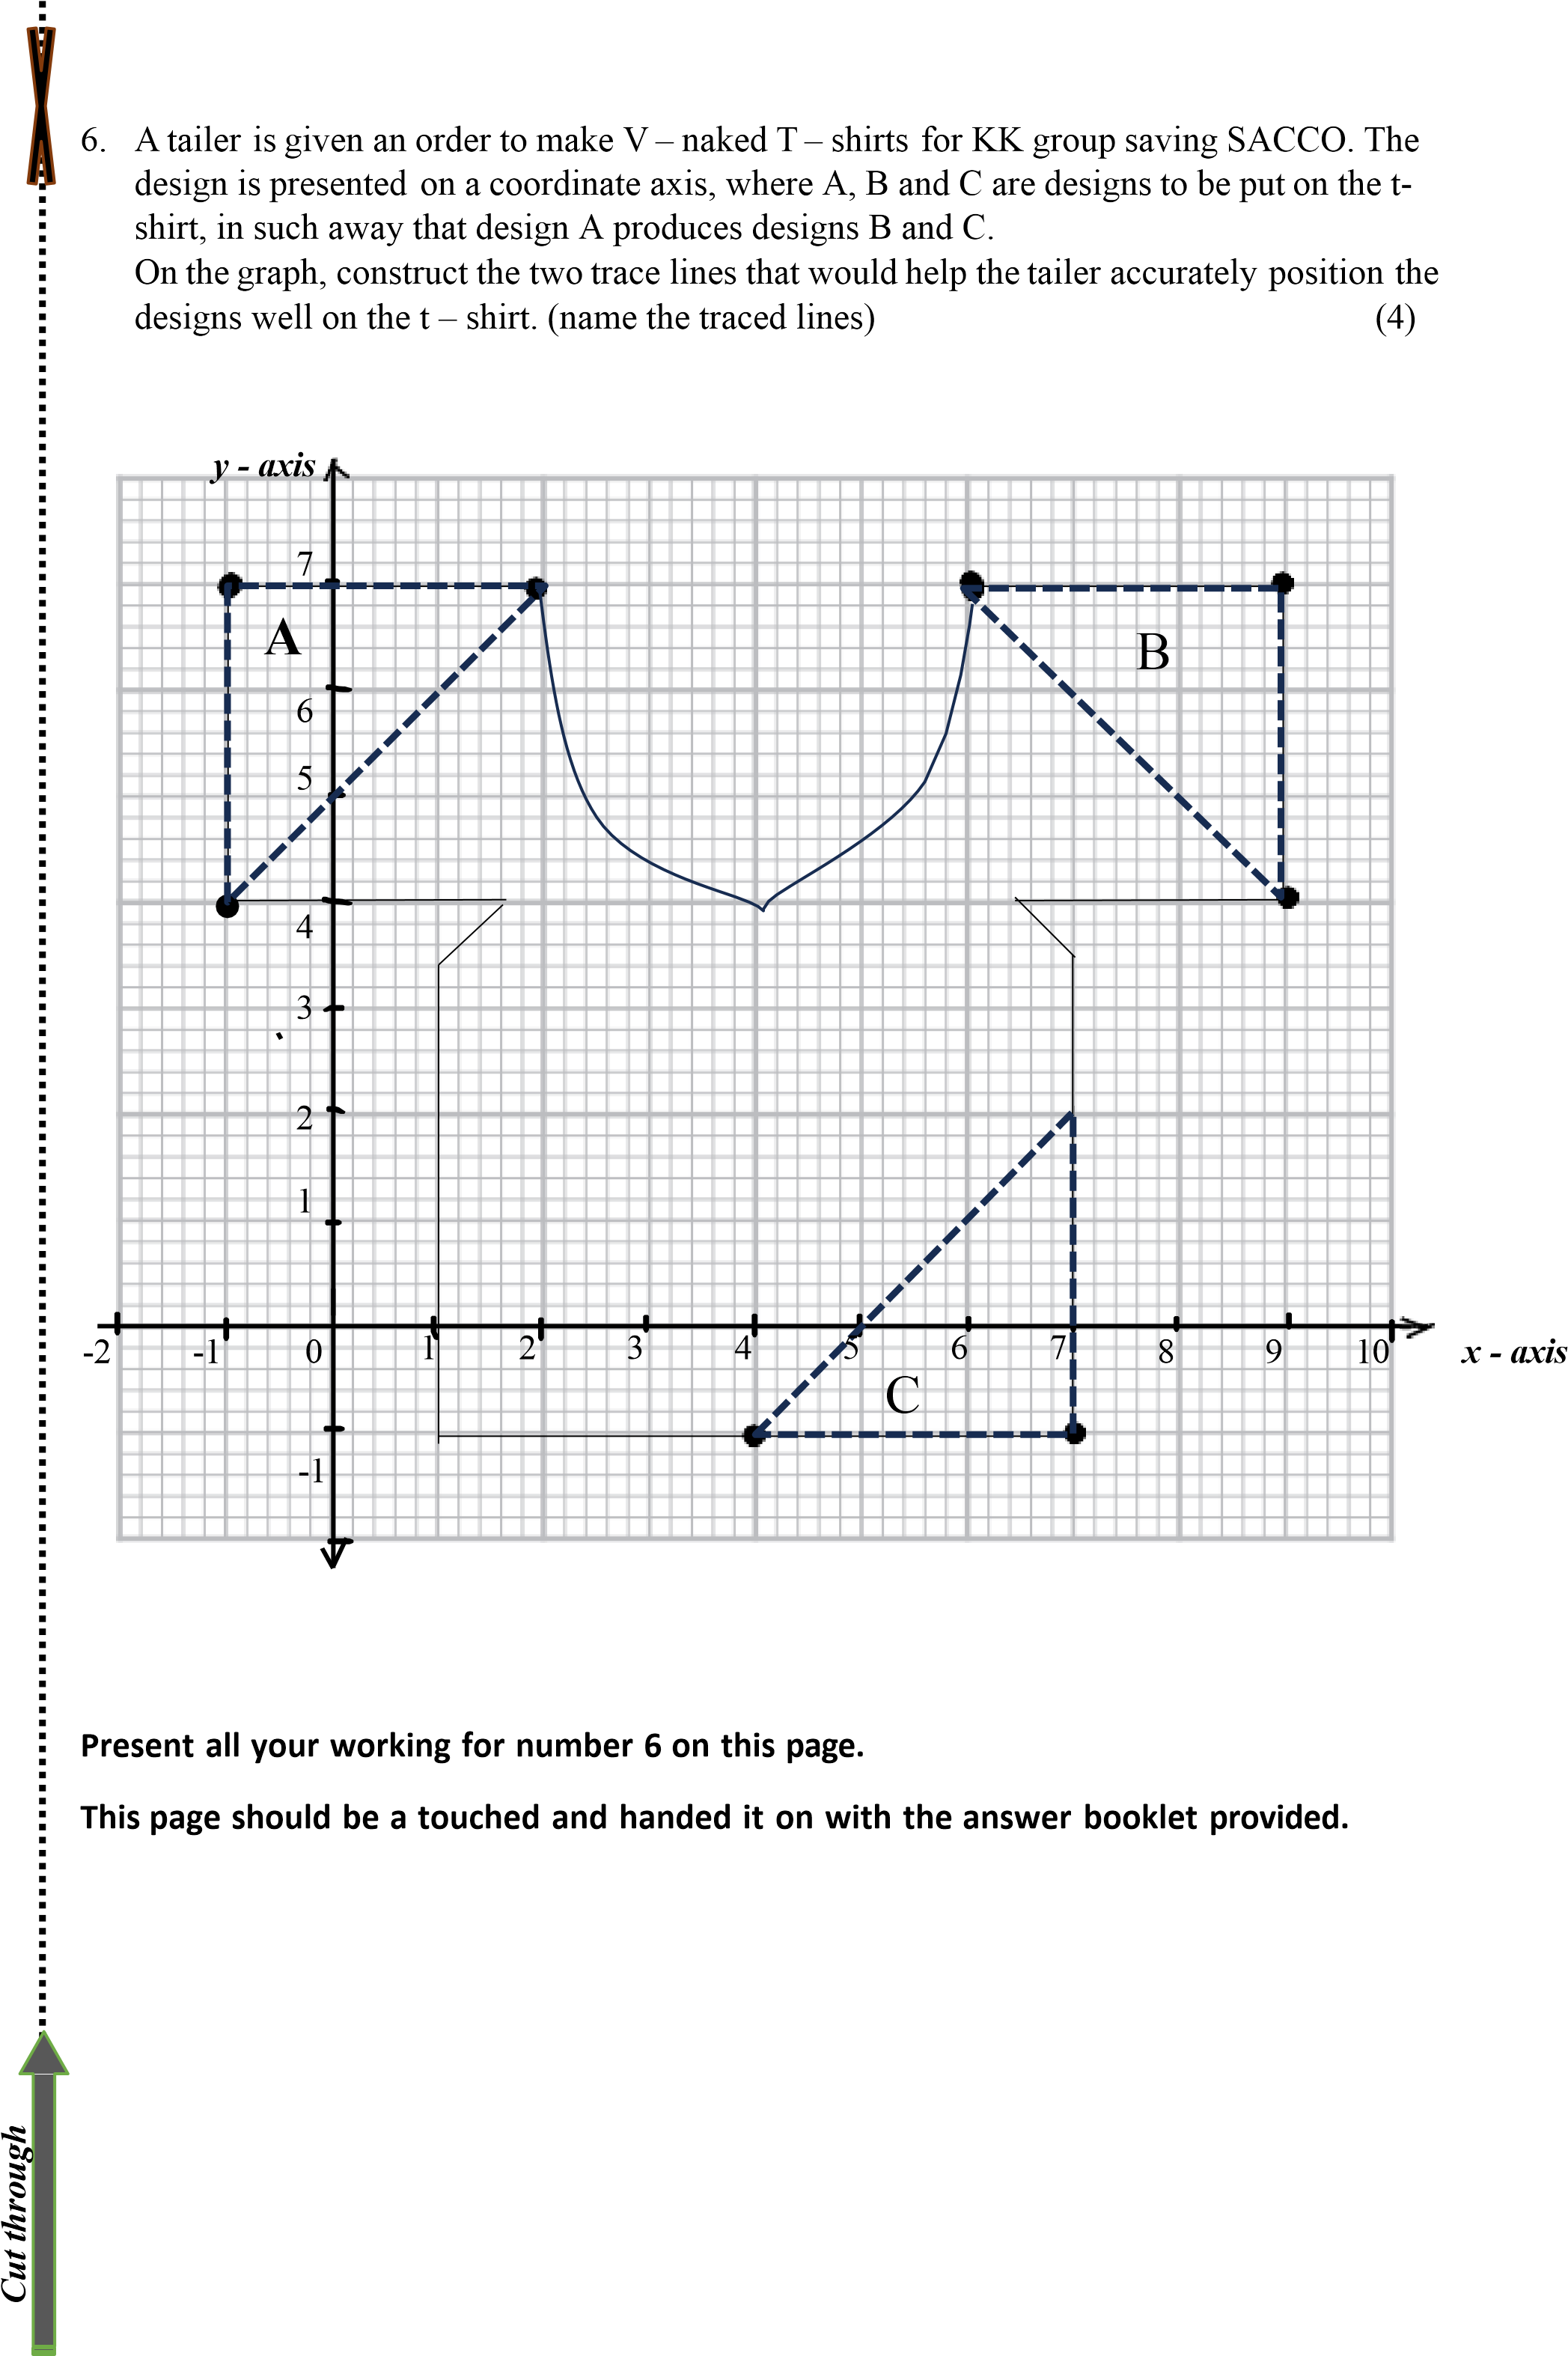 6. A tailer is given an order to make V – naked T – shirts for KK group saving SACCO. The
design is presented on a coordinate axis, where A, B and C are designs to be put on the t-
shirt, in such away that design A produces designs B and C.
On the graph, construct the two trace lines that would help the tailer accurately position the
designs well on the t – shirt. (name the traced lines) (4)
y - axis
7
A
B
6
5
4
3
2
1
-2 -1 0 1 2 3 4 5 6 7 8 9 10 x - axis
C
-1
Present all your working for number 6 on this page.
This page should be a touched and handed it on with the answer booklet provided.
Cut through